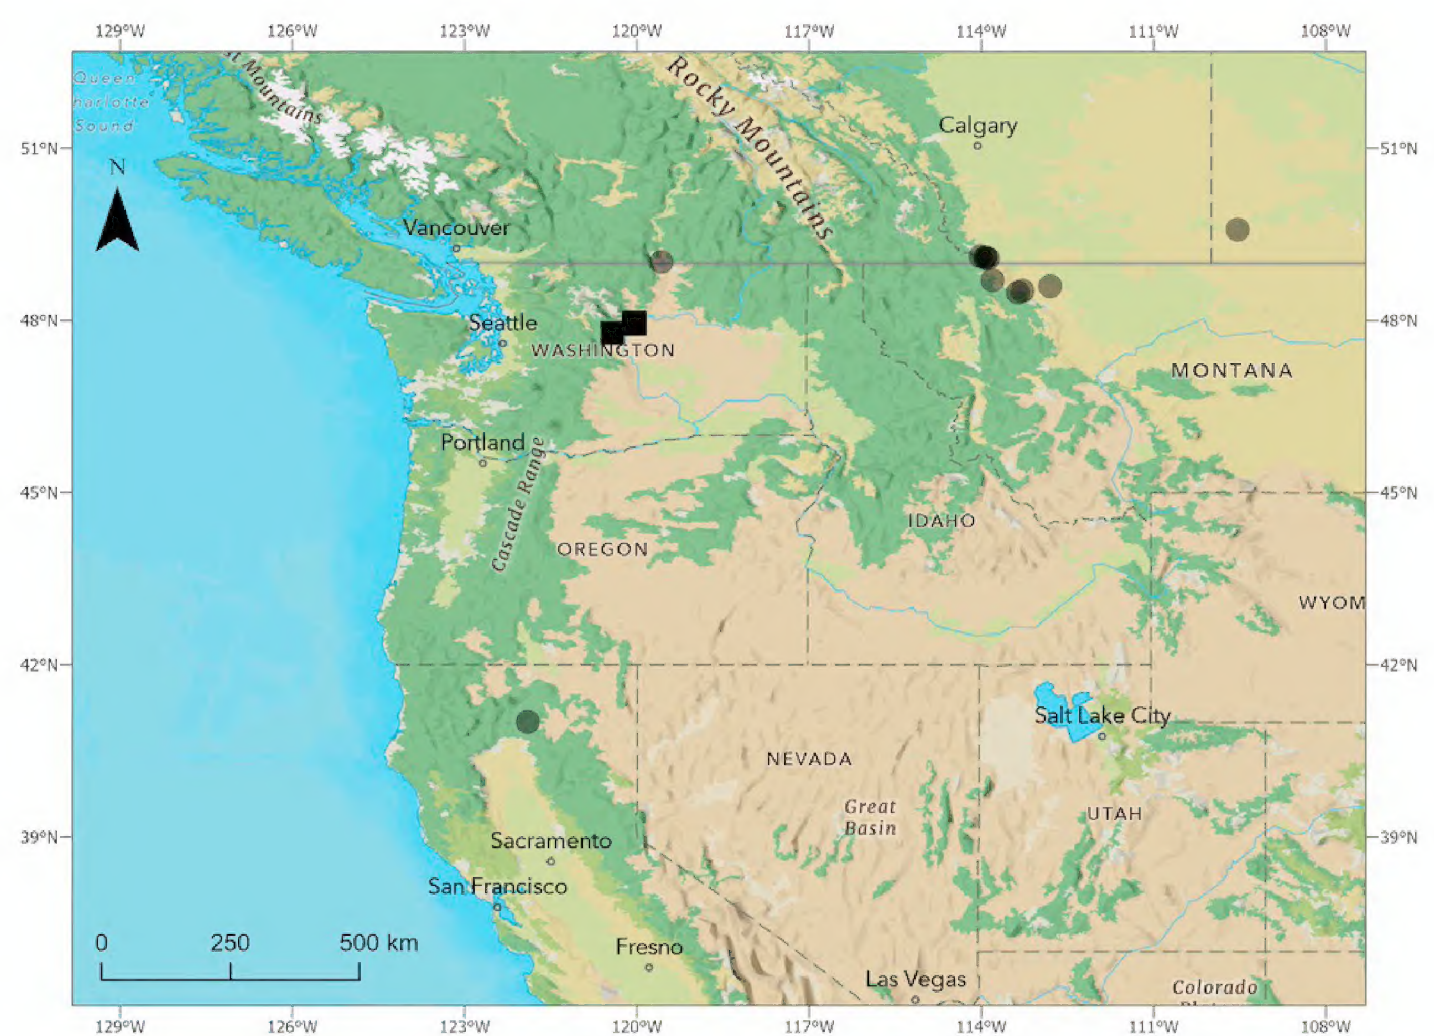 129°W 126°W 123°W 120°W 117°W 114°W 111°W 108°W
Queen
harlotte
Sound
st Mountains
Rocky Mountains
Calgary
51°N 51°N
N
Vancouver
48°N 48°N
Seattle
WASHINGTON
MONTANA
Portland
Cascade Range
45°N 45°N
IDAHO
OREGON
WYOM
42°N 42°N
Salt Lake City
NEVADA
Great
Basin
UTAH
39°N 39°N
Sacramento
San Francisco
0 250 500 km
Fresno
Las Vegas
Colorado
129°W 126°W 123°W 120°W 117°W 114°W 111°W 108°W